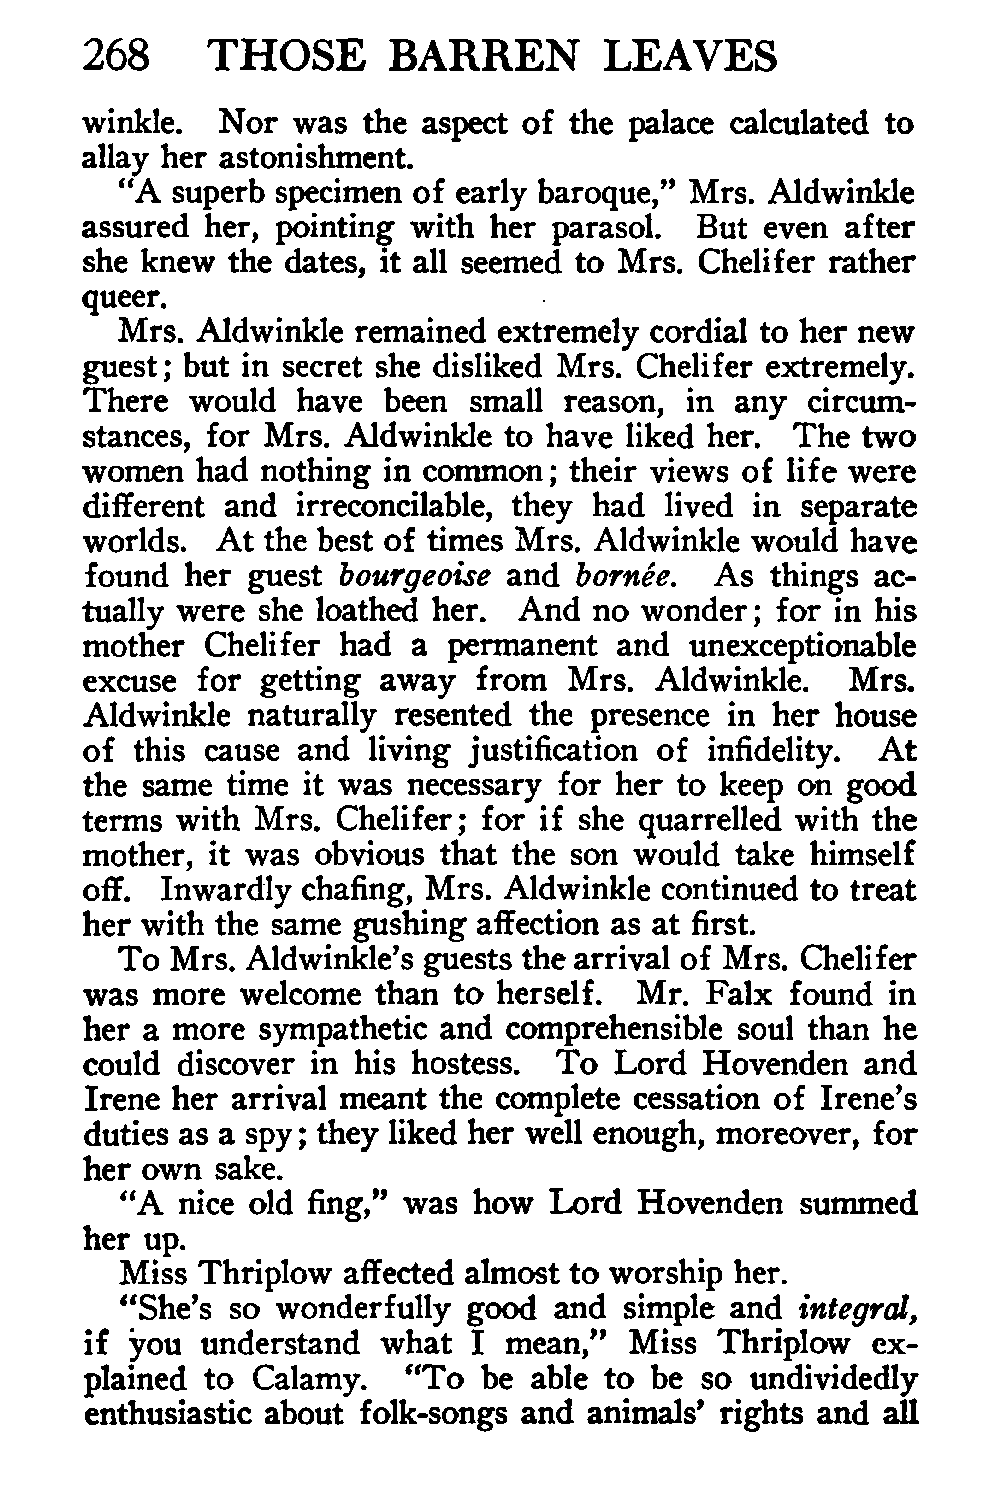 268 THOSE BARREN LEAVES
winkle. Nor was the aspect of the palace calculated to
allay her astonishment.
“A superb specimen of early baroque,” Mrs. Aldwinkle
assured her, pointing with her parasol. But even after
she knew the dates, it all seemed to Mrs. Chelifer rather
queer.
Mrs. Aldwinkle remained extremely cordial to her new
guest; but in secret she disliked Mrs. Chelifer extremely.
There would have been small reason, in any circum-
stances, for Mrs. Aldwinkle to have liked her. The two
women had nothing in common; their views of life were
different and irreconcilable, they had lived in separate
worlds. At the best of times Mrs. Aldwinkle would have
found her guest bourgeoise and bornée. As things ac-
tually were she loathed her. And no wonder; for in his
mother Chelifer had a permanent and unexceptionable
excuse for getting away from Mrs. Aldwinkle. Mrs.
Aldwinkle naturally resented the presence in her house
of this cause and living justification of infidelity. At
the same time it was necessary for her to keep on good
terms with Mrs. Chelifer; for if she quarrelled with the
mother, it was obvious that the son would take himself
off. Inwardly chafing, Mrs. Aldwinkle continued to treat
her with the same gushing affection as at first.
To Mrs. Aldwinkle’s guests the arrival of Mrs. Chelifer
was more welcome than to herself. Mr. Falx found in
her a more sympathetic and comprehensible soul than he
could discover in his hostess. To Lord Hovenden and
Irene her arrival meant the complete cessation of Irene’s
duties as a spy; they liked her well enough, moreover, for
her own sake.
“A nice old fing,” was how Lord Hovenden summed
her up.
Miss Thriplow affected almost to worship her.
“She’s so wonderfully good and simple and integral,
if you understand what I mean,” Miss Thriplow ex-
plained to Calamy. “To be able to be so undividedly
enthusiastic about folk-songs and animals’ rights and all